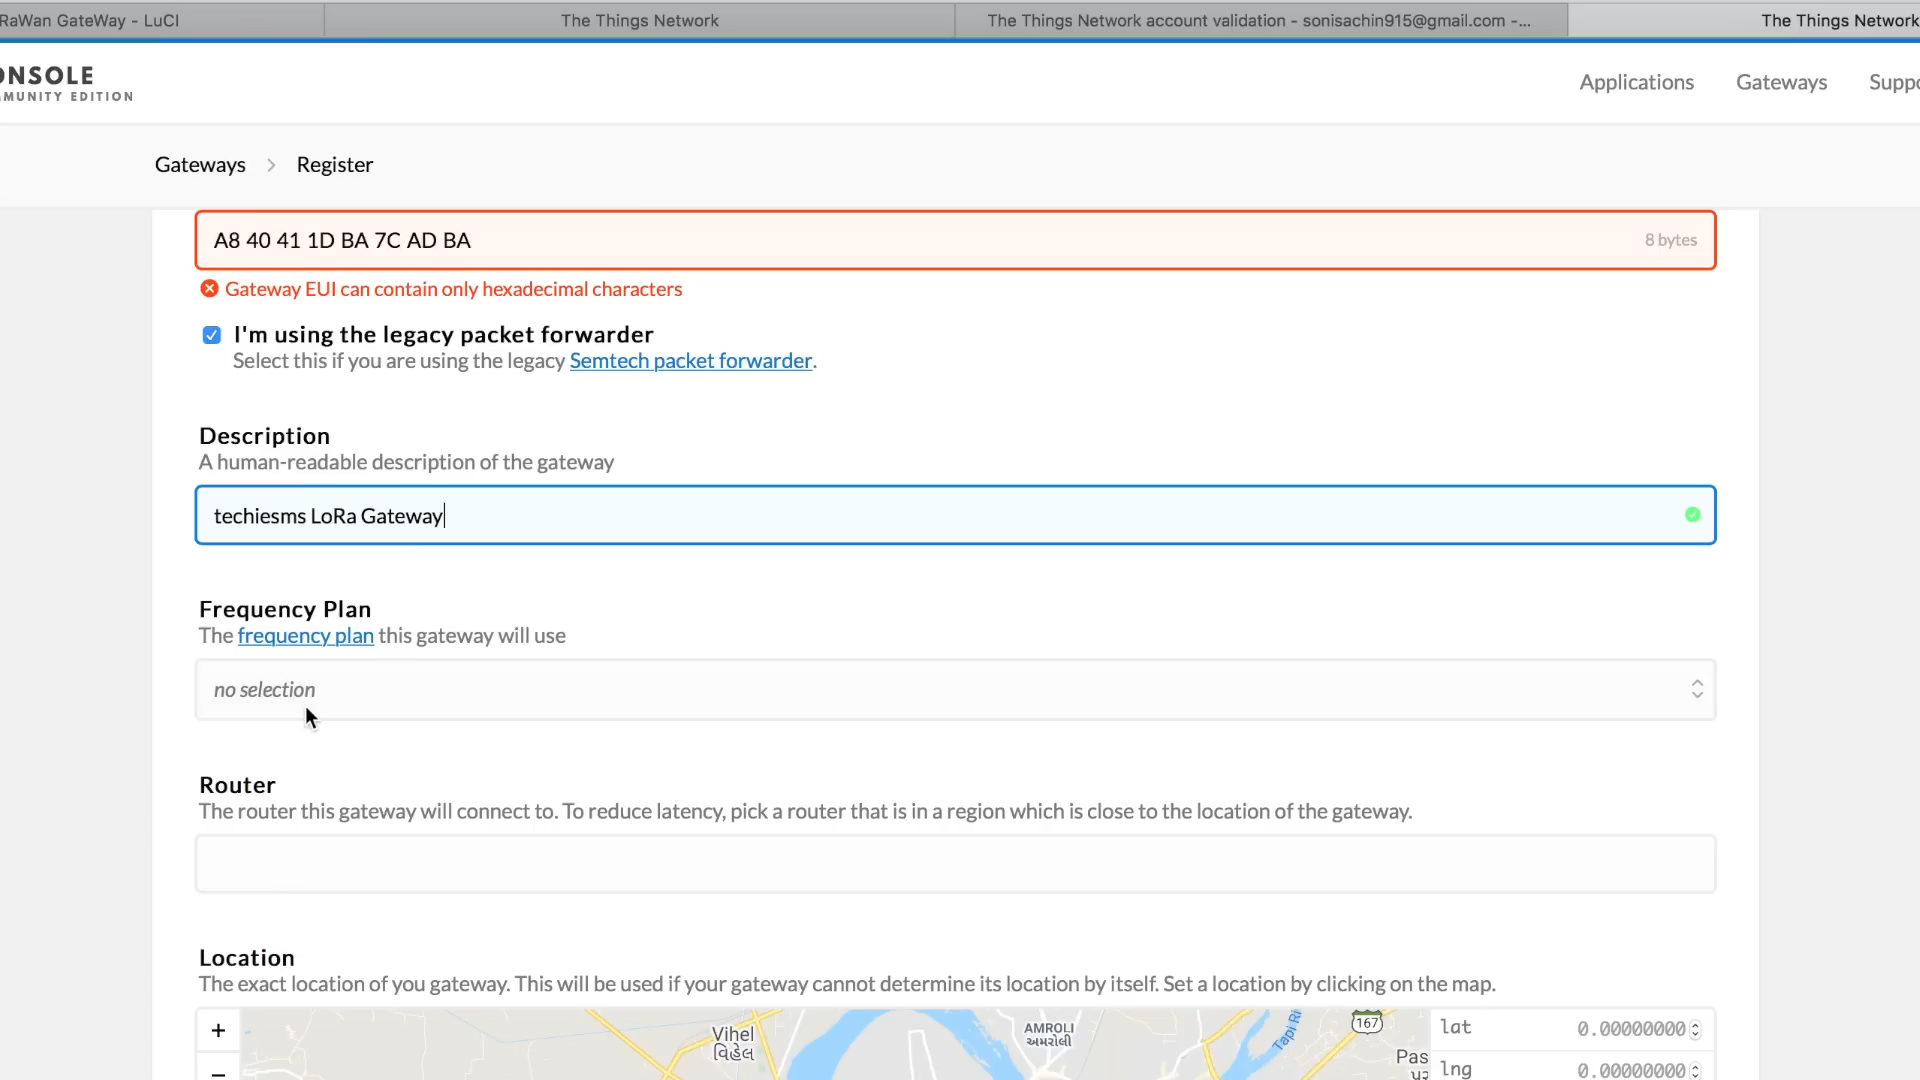 RaWan GateWay - LuCI
The Things Network
The Things Network account validation - sonisachin915@gmail.com -...
The Things Network
ONSOLE
MUNITY EDITION
Applications
Gateways
Suppo
Gateways > Register
A8 40 41 1D BA 7C AD BA
8 bytes
Gateway EUI can contain only hexadecimal characters
I'm using the legacy packet forwarder
Select this if you are using the legacy Semtech packet forwarder.
Description
A human-readable description of the gateway
techiesms LoRa Gateway
Frequency Plan
The frequency plan this gateway will use
no selection
Router
The router this gateway will connect to. To reduce latency, pick a router that is in a region which is close to the location of the gateway.
Location
The exact location of you gateway. This will be used if your gateway cannot determine its location by itself. Set a location by clicking on the map.
+
−
Vihel
વિહેલ
AMROLI
અમરોલી
Tapi Ri
167
Pas
lat
0.00000000
lng
0.00000000